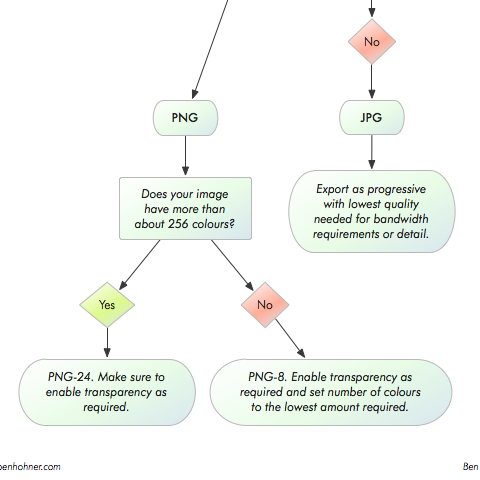 No
PNG
JPG
Does your image
have more than
about 256 colours?
Export as progressive
with lowest quality
needed for bandwidth
requirements or detail.
Yes
No
PNG-24. Make sure to
enable transparency as
required.
PNG-8. Enable transparency as
required and set number of colours
to the lowest amount required.
benhohner.com
Ben